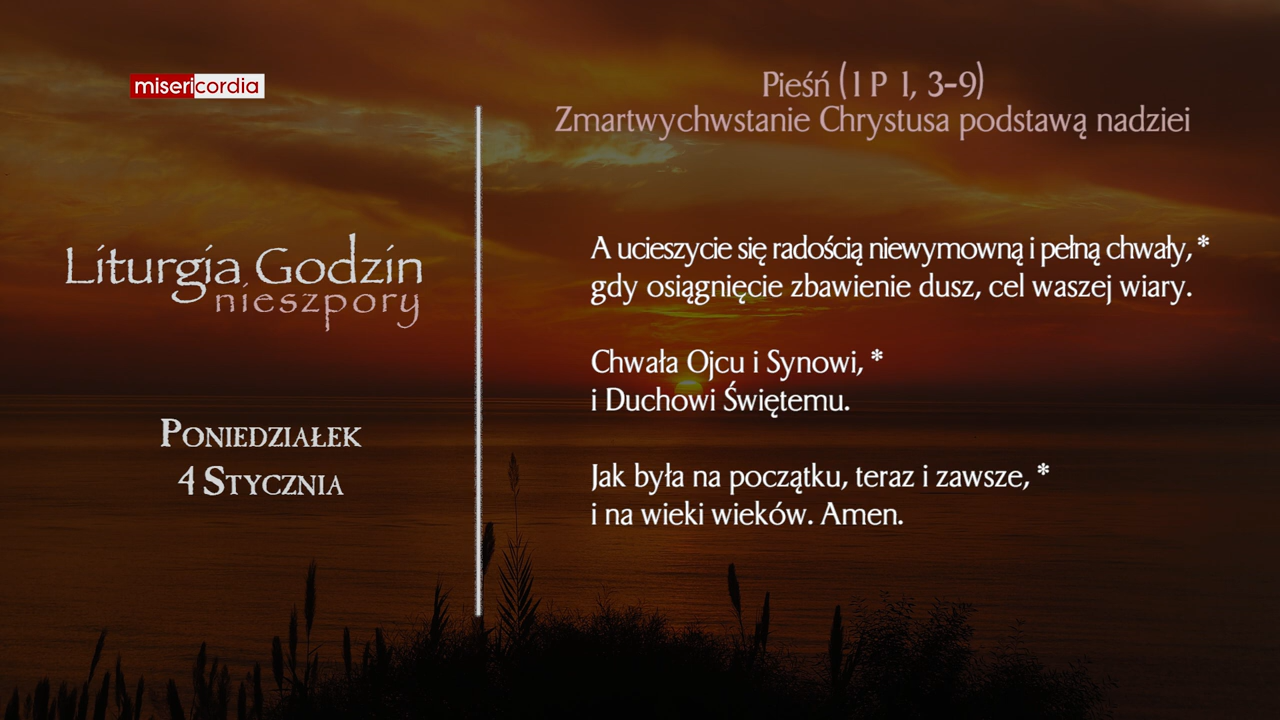 misericordia
Liturgia Godzin
nieszpory
Poniedziałek
4 Stycznia
Pieśń (1 P 1, 3-9)
Zmartwychwstanie Chrystusa podstawą nadziei
A ucieszycie się radością niewymowną i pełną chwały, *
gdy osiągnięcie zbawienie dusz, cel waszej wiary.
Chwała Ojcu i Synowi, *
i Duchowi Świętemu.
Jak była na początku, teraz i zawsze, *
i na wieki wieków. Amen.